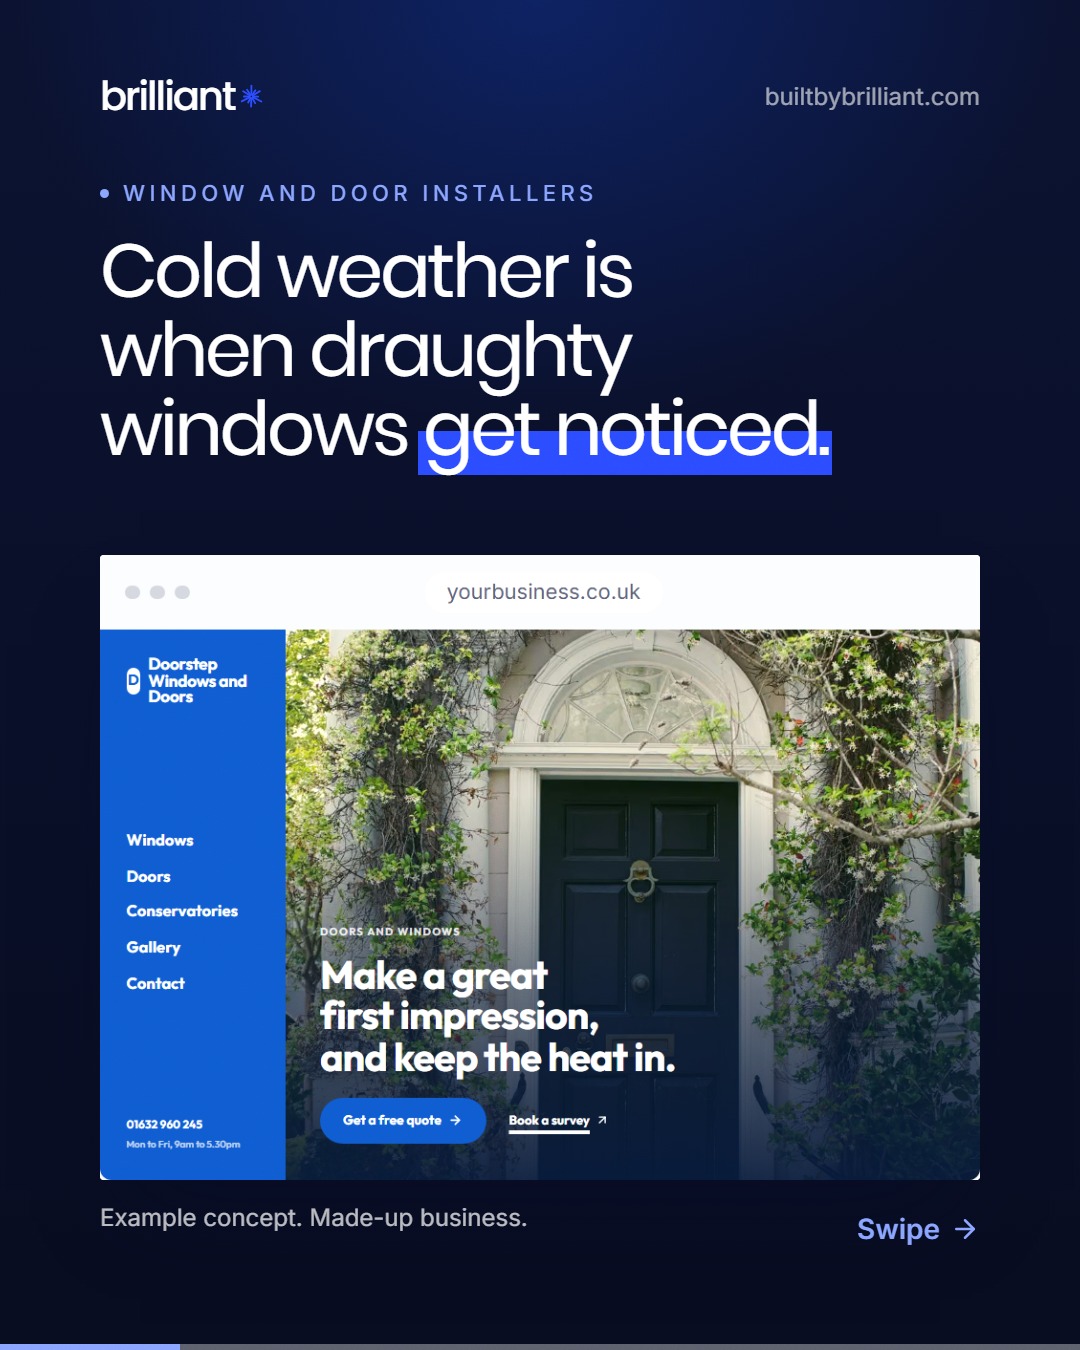 brilliant
builtbybrilliant.com
WINDOW AND DOOR INSTALLERS
Cold weather is
when draughty
windows get noticed.
yourbusiness.co.uk
D
Doorstep
Windows and
Doors
Windows
Doors
Conservatories
Gallery
Contact
01632 960 245
Mon to Fri, 9am to 5.30pm
DOORS AND WINDOWS
Make a great
first impression,
and keep the heat in.
Get a free quote →
Book a survey ↗
Example concept. Made-up business.
Swipe →